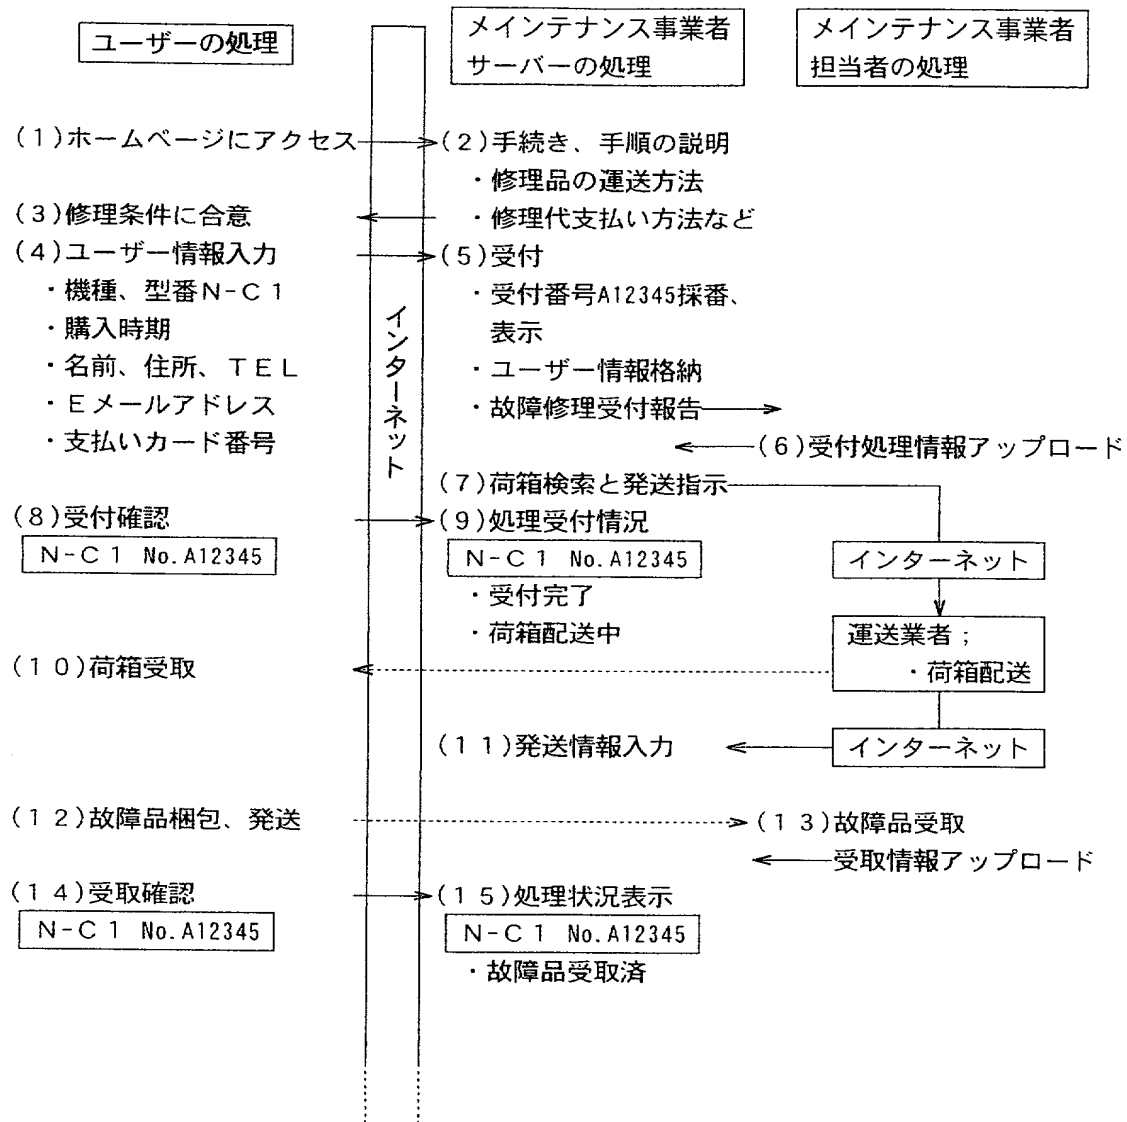 ユーザーの処理
メインテナンス事業者
サーバーの処理
メインテナンス事業者
担当者の処理
(1)ホームページにアクセス
(2)手続き、手順の説明
・修理品の運送方法
・修理代支払い方法など
(3)修理条件に合意
(4)ユーザー情報入力
・機種、型番N-C1
・購入時期
・名前、住所、TEL
・Eメールアドレス
・支払いカード番号
インターネット
(5)受付
・受付番号A12345採番、
表示
・ユーザー情報格納
・故障修理受付報告
(6)受付処理情報アップロード
(7)荷箱検索と発送指示
(8)受付確認
N-C1 No.A12345
(9)処理受付情況
N-C1 No.A12345
・受付完了
・荷箱配送中
インターネット
運送業者;
・荷箱配送
(10)荷箱受取
(11)発送情報入力
インターネット
(12)故障品梱包、発送
(13)故障品受取
受取情報アップロード
(14)受取確認
N-C1 No.A12345
(15)処理状況表示
N-C1 No.A12345
・故障品受取済